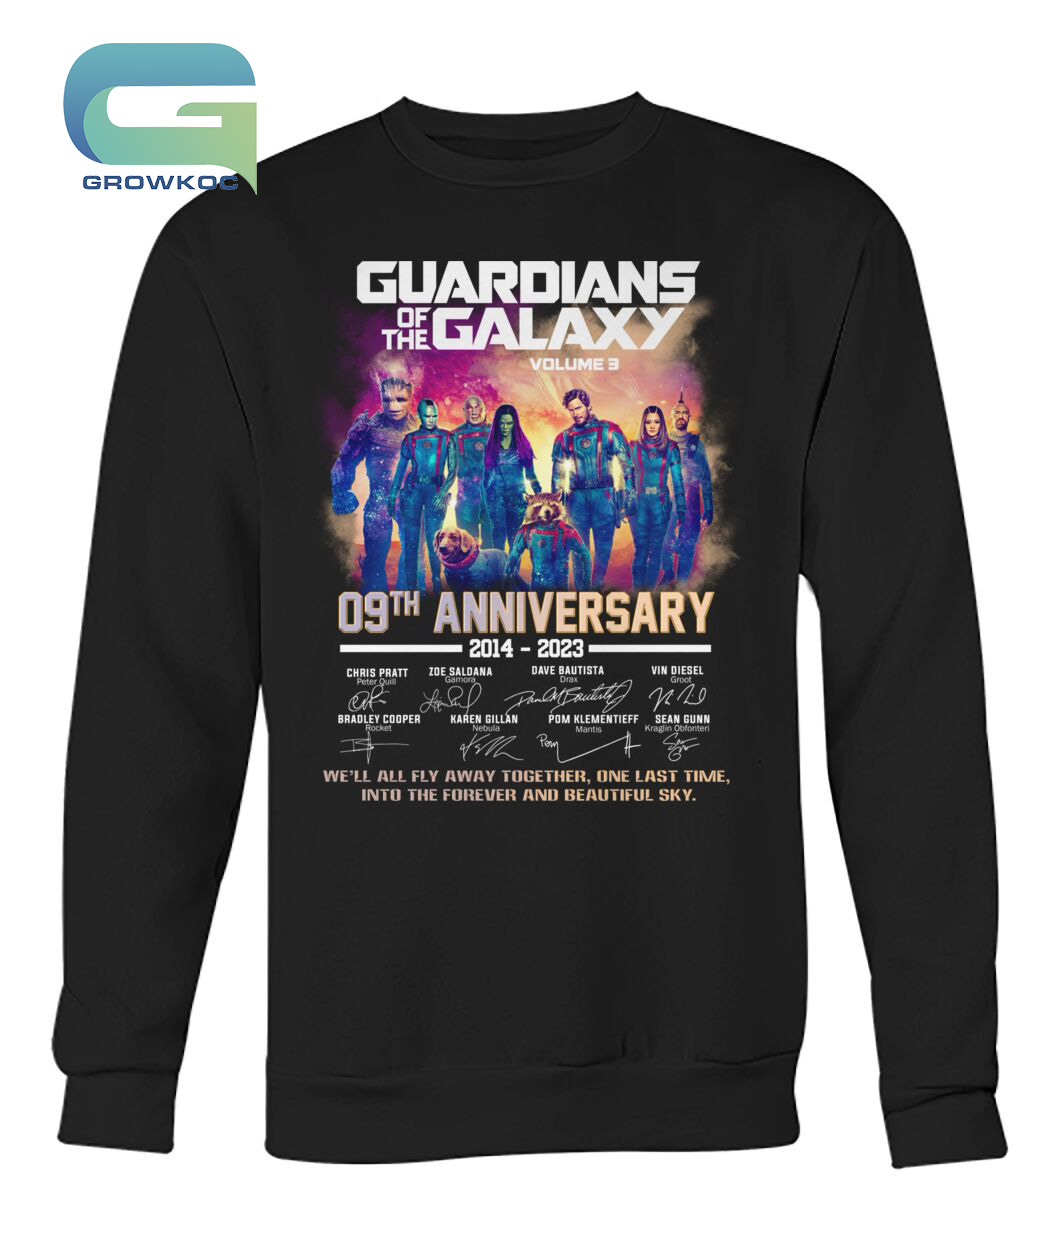 GROWKOC
GUARDIANS
OF THE GALAXY
VOLUME 3
09TH ANNIVERSARY
2014 - 2023
CHRIS PRATT ZOE SALDANA DAVE BAUTISTA VIN DIESEL
Peter Quill Gamora Drax Groot
BRADLEY COOPER KAREN GILLAN POM KLEMENTIEFF SEAN GUNN
Rocket Nebula Mantis Kraglin Obfonteri
Pom
WE'LL ALL FLY AWAY TOGETHER, ONE LAST TIME,
INTO THE FOREVER AND BEAUTIFUL SKY.